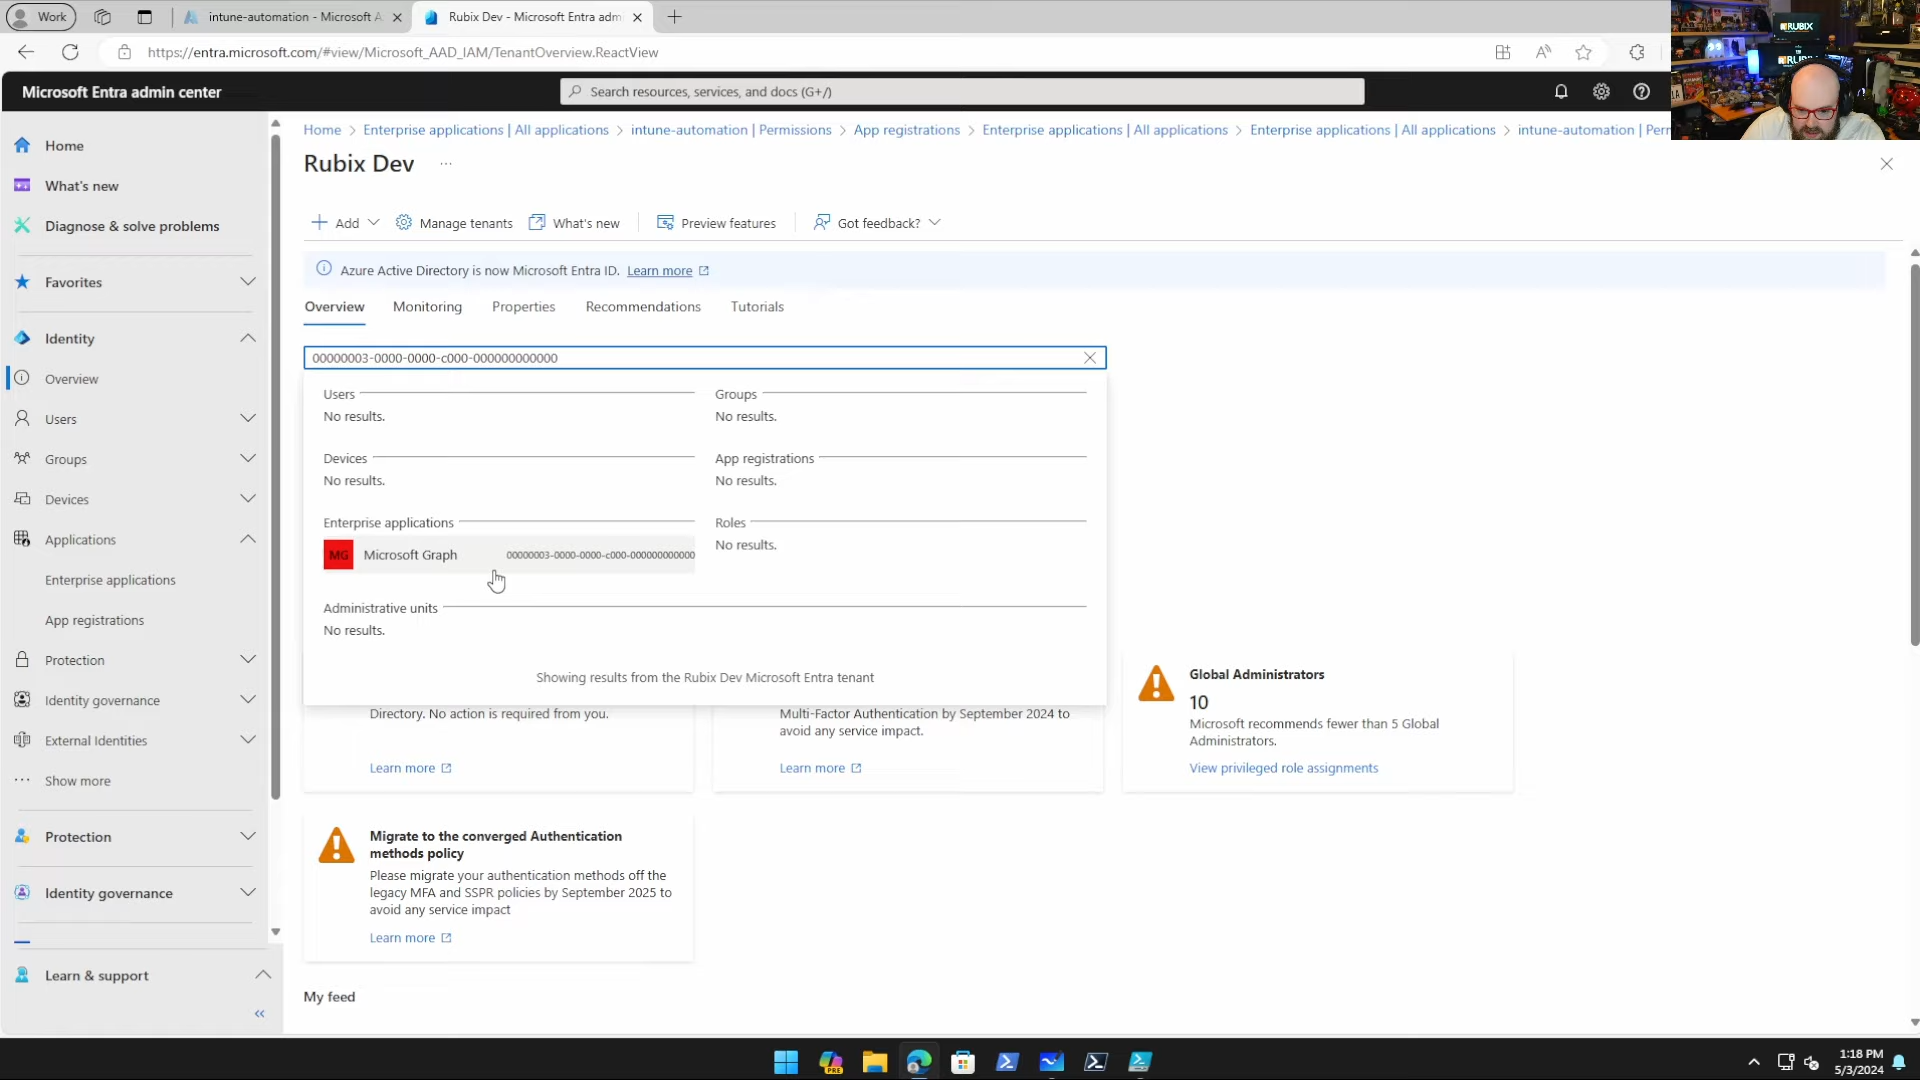 Work
intune-automation - Microsoft A
Rubix Dev - Microsoft Entra adm
https://entra.microsoft.com/#view/Microsoft_AAD_IAM/TenantOverview.ReactView
RUBIX
Microsoft Entra admin center
Search resources, services, and docs (G+/)
Home > Enterprise applications | All applications > intune-automation | Permissions > App registrations > Enterprise applications | All applications > Enterprise applications | All applications > intune-automation | Perm
Rubix Dev
Add
Manage tenants
What's new
Preview features
Got feedback?
Azure Active Directory is now Microsoft Entra ID. Learn more
Overview
Monitoring
Properties
Recommendations
Tutorials
00000003-0000-0000-c000-000000000000
Users
No results.
Groups
No results.
Devices
No results.
App registrations
No results.
Enterprise applications
MG Microsoft Graph 00000003-0000-0000-c000-000000000000
Roles
No results.
Administrative units
No results.
Showing results from the Rubix Dev Microsoft Entra tenant
Directory. No action is required from you.
Learn more
Multi-Factor Authentication by September 2024 to
avoid any service impact.
Learn more
Global Administrators
10
Microsoft recommends fewer than 5 Global
Administrators.
View privileged role assignments
Migrate to the converged Authentication
methods policy
Please migrate your authentication methods off the
legacy MFA and SSPR policies by September 2025 to
avoid any service impact
Learn more
My feed
Home
What's new
Diagnose & solve problems
Favorites
Identity
Overview
Users
Groups
Devices
Applications
Enterprise applications
App registrations
Protection
Identity governance
External Identities
Show more
Protection
Identity governance
Learn & support
PRE
1:18 PM
5/3/2024